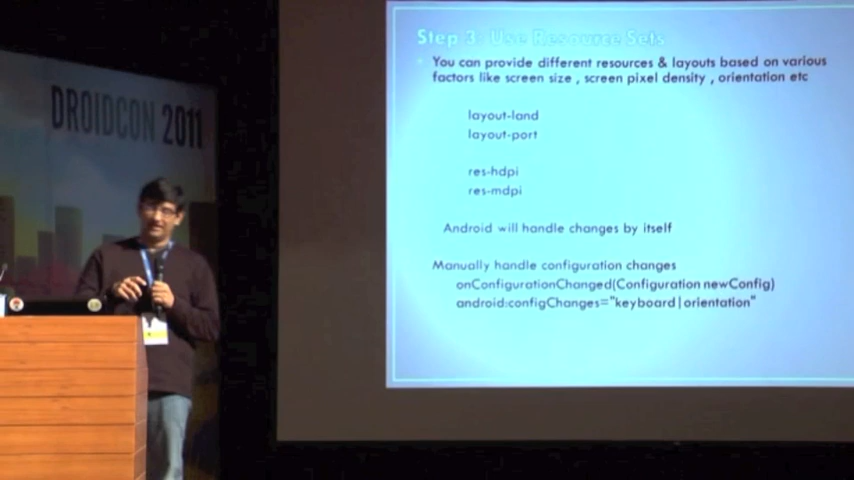 DROIDCON 2011
Step 3: Use Resource Sets
You can provide different resources & layouts based on various
factors like screen size , screen pixel density , orientation etc
layout-land
layout-port
res-hdpi
res-mdpi
Android will handle changes by itself
Manually handle configuration changes
onConfigurationChanged(Configuration newConfig)
android:configChanges="keyboard|orientation"